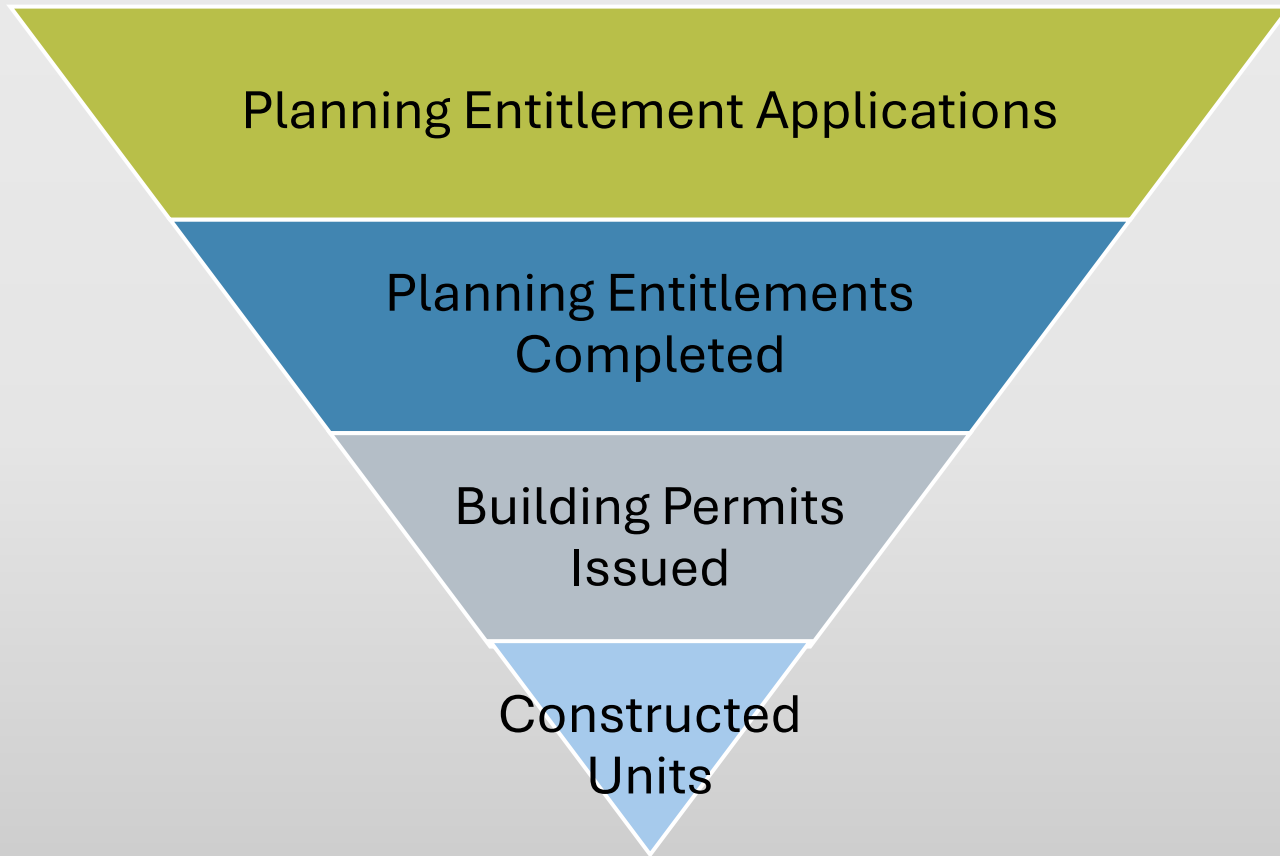 Planning Entitlement Applications
Planning Entitlements
Completed
Building Permits
Issued
Constructed
Units